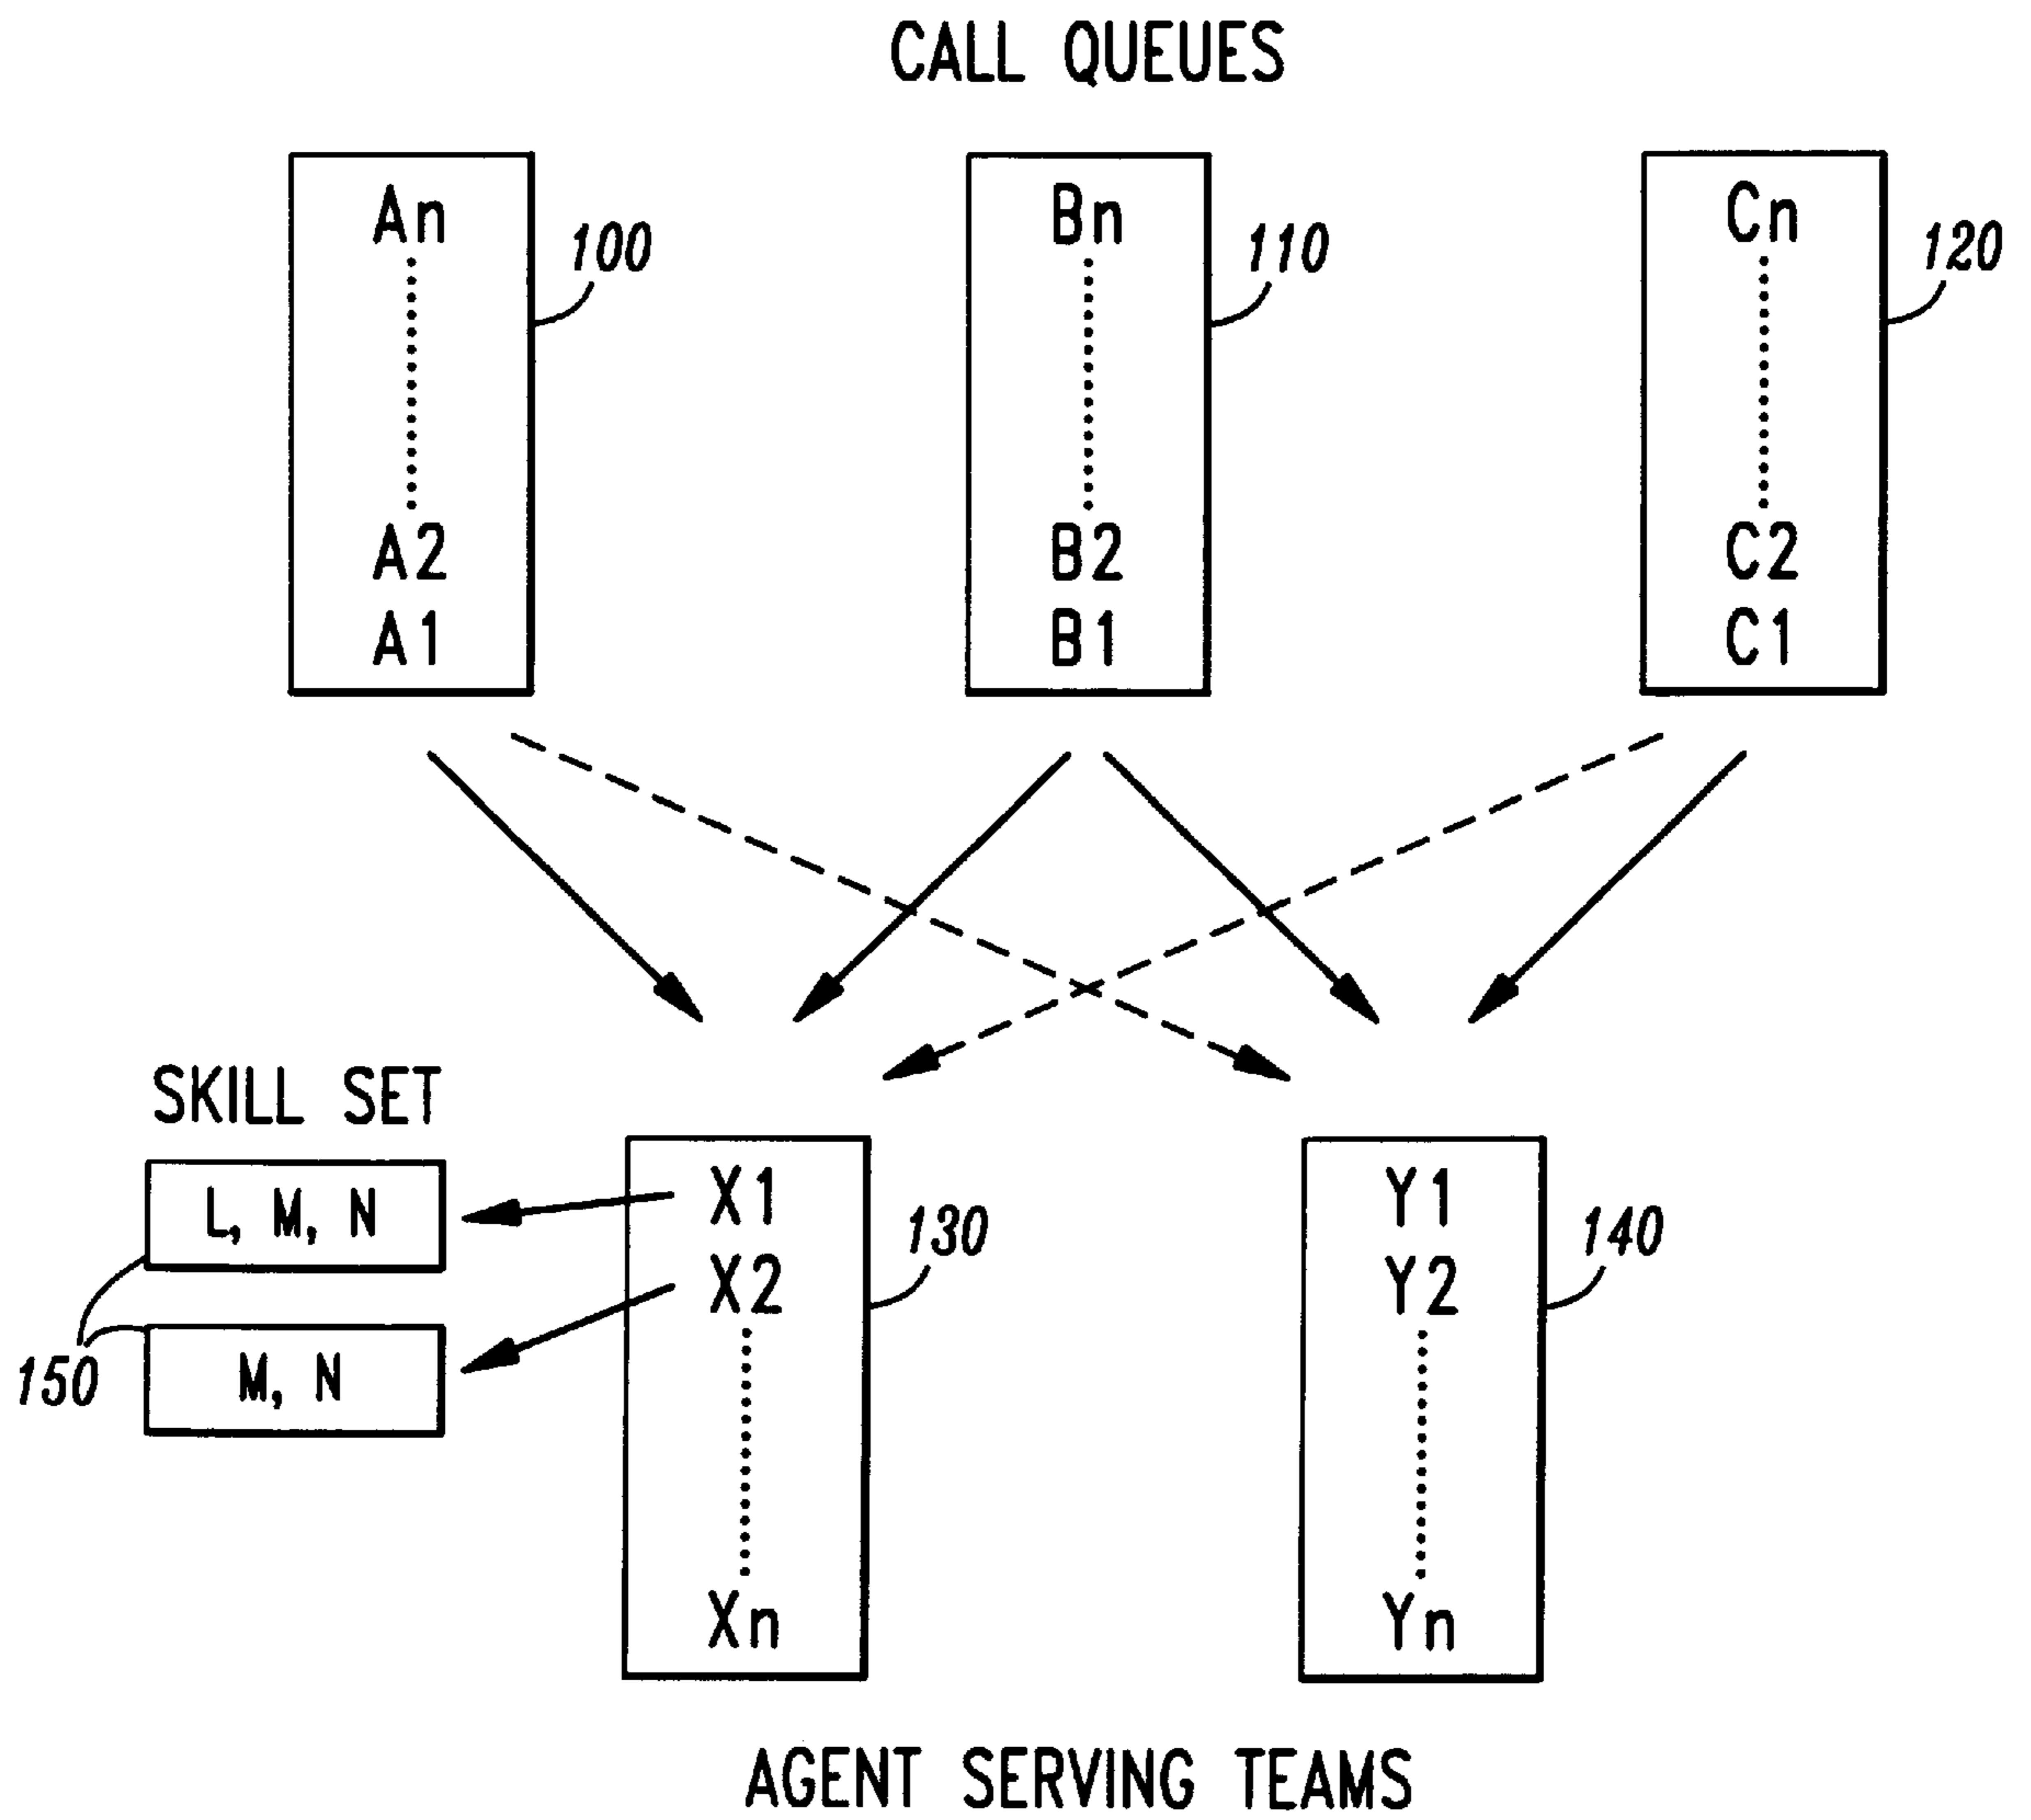 CALL QUEUES
An
A2
A1
100
Bn
B2
B1
110
Cn
C2
C1
120
SKILL SET
L, M, N
M, N
150
X1
X2
Xn
130
Y1
Y2
Yn
140
AGENT SERVING TEAMS